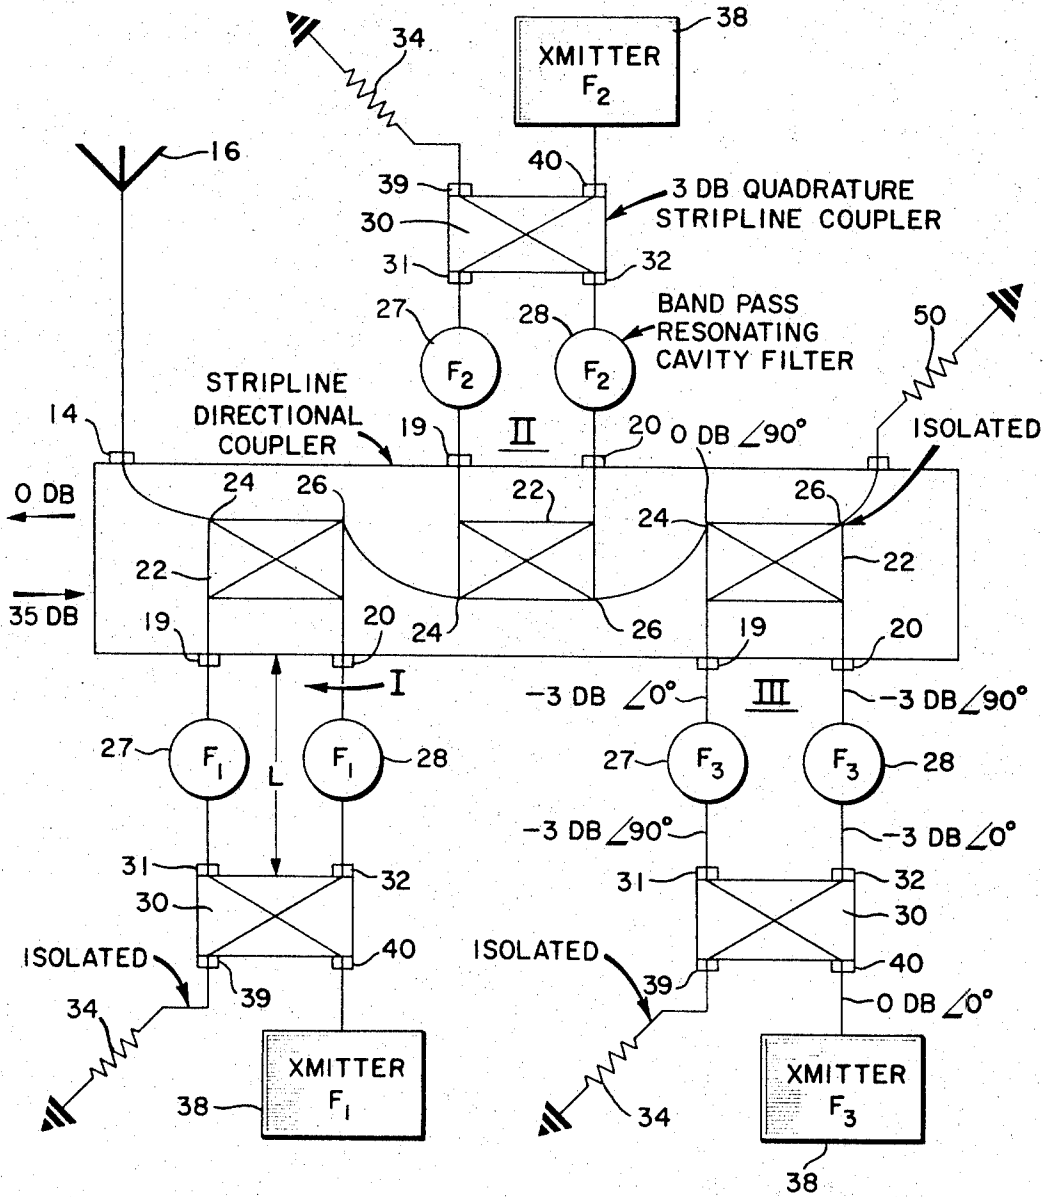 38
XMITTER
F2
34
16
39
40
3 DB QUADRATURE
STRIPLINE COUPLER
30
31
32
27
28
BAND PASS
RESONATING
CAVITY FILTER
50
F2
F2
STRIPLINE
DIRECTIONAL
COUPLER
14
19
II
20
0 DB ∠90°
ISOLATED
0 DB
24
26
22
24
26
22
22
35 DB
24
26
19
20
19
20
I
-3 DB ∠0°
III
-3 DB ∠90°
27
F1
L
F1
28
27
F3
F3
28
-3 DB ∠90°
-3 DB ∠0°
31
32
31
32
30
30
ISOLATED
39
40
ISOLATED
39
40
34
0 DB ∠0°
XMITTER
F1
38
34
XMITTER
F3
38